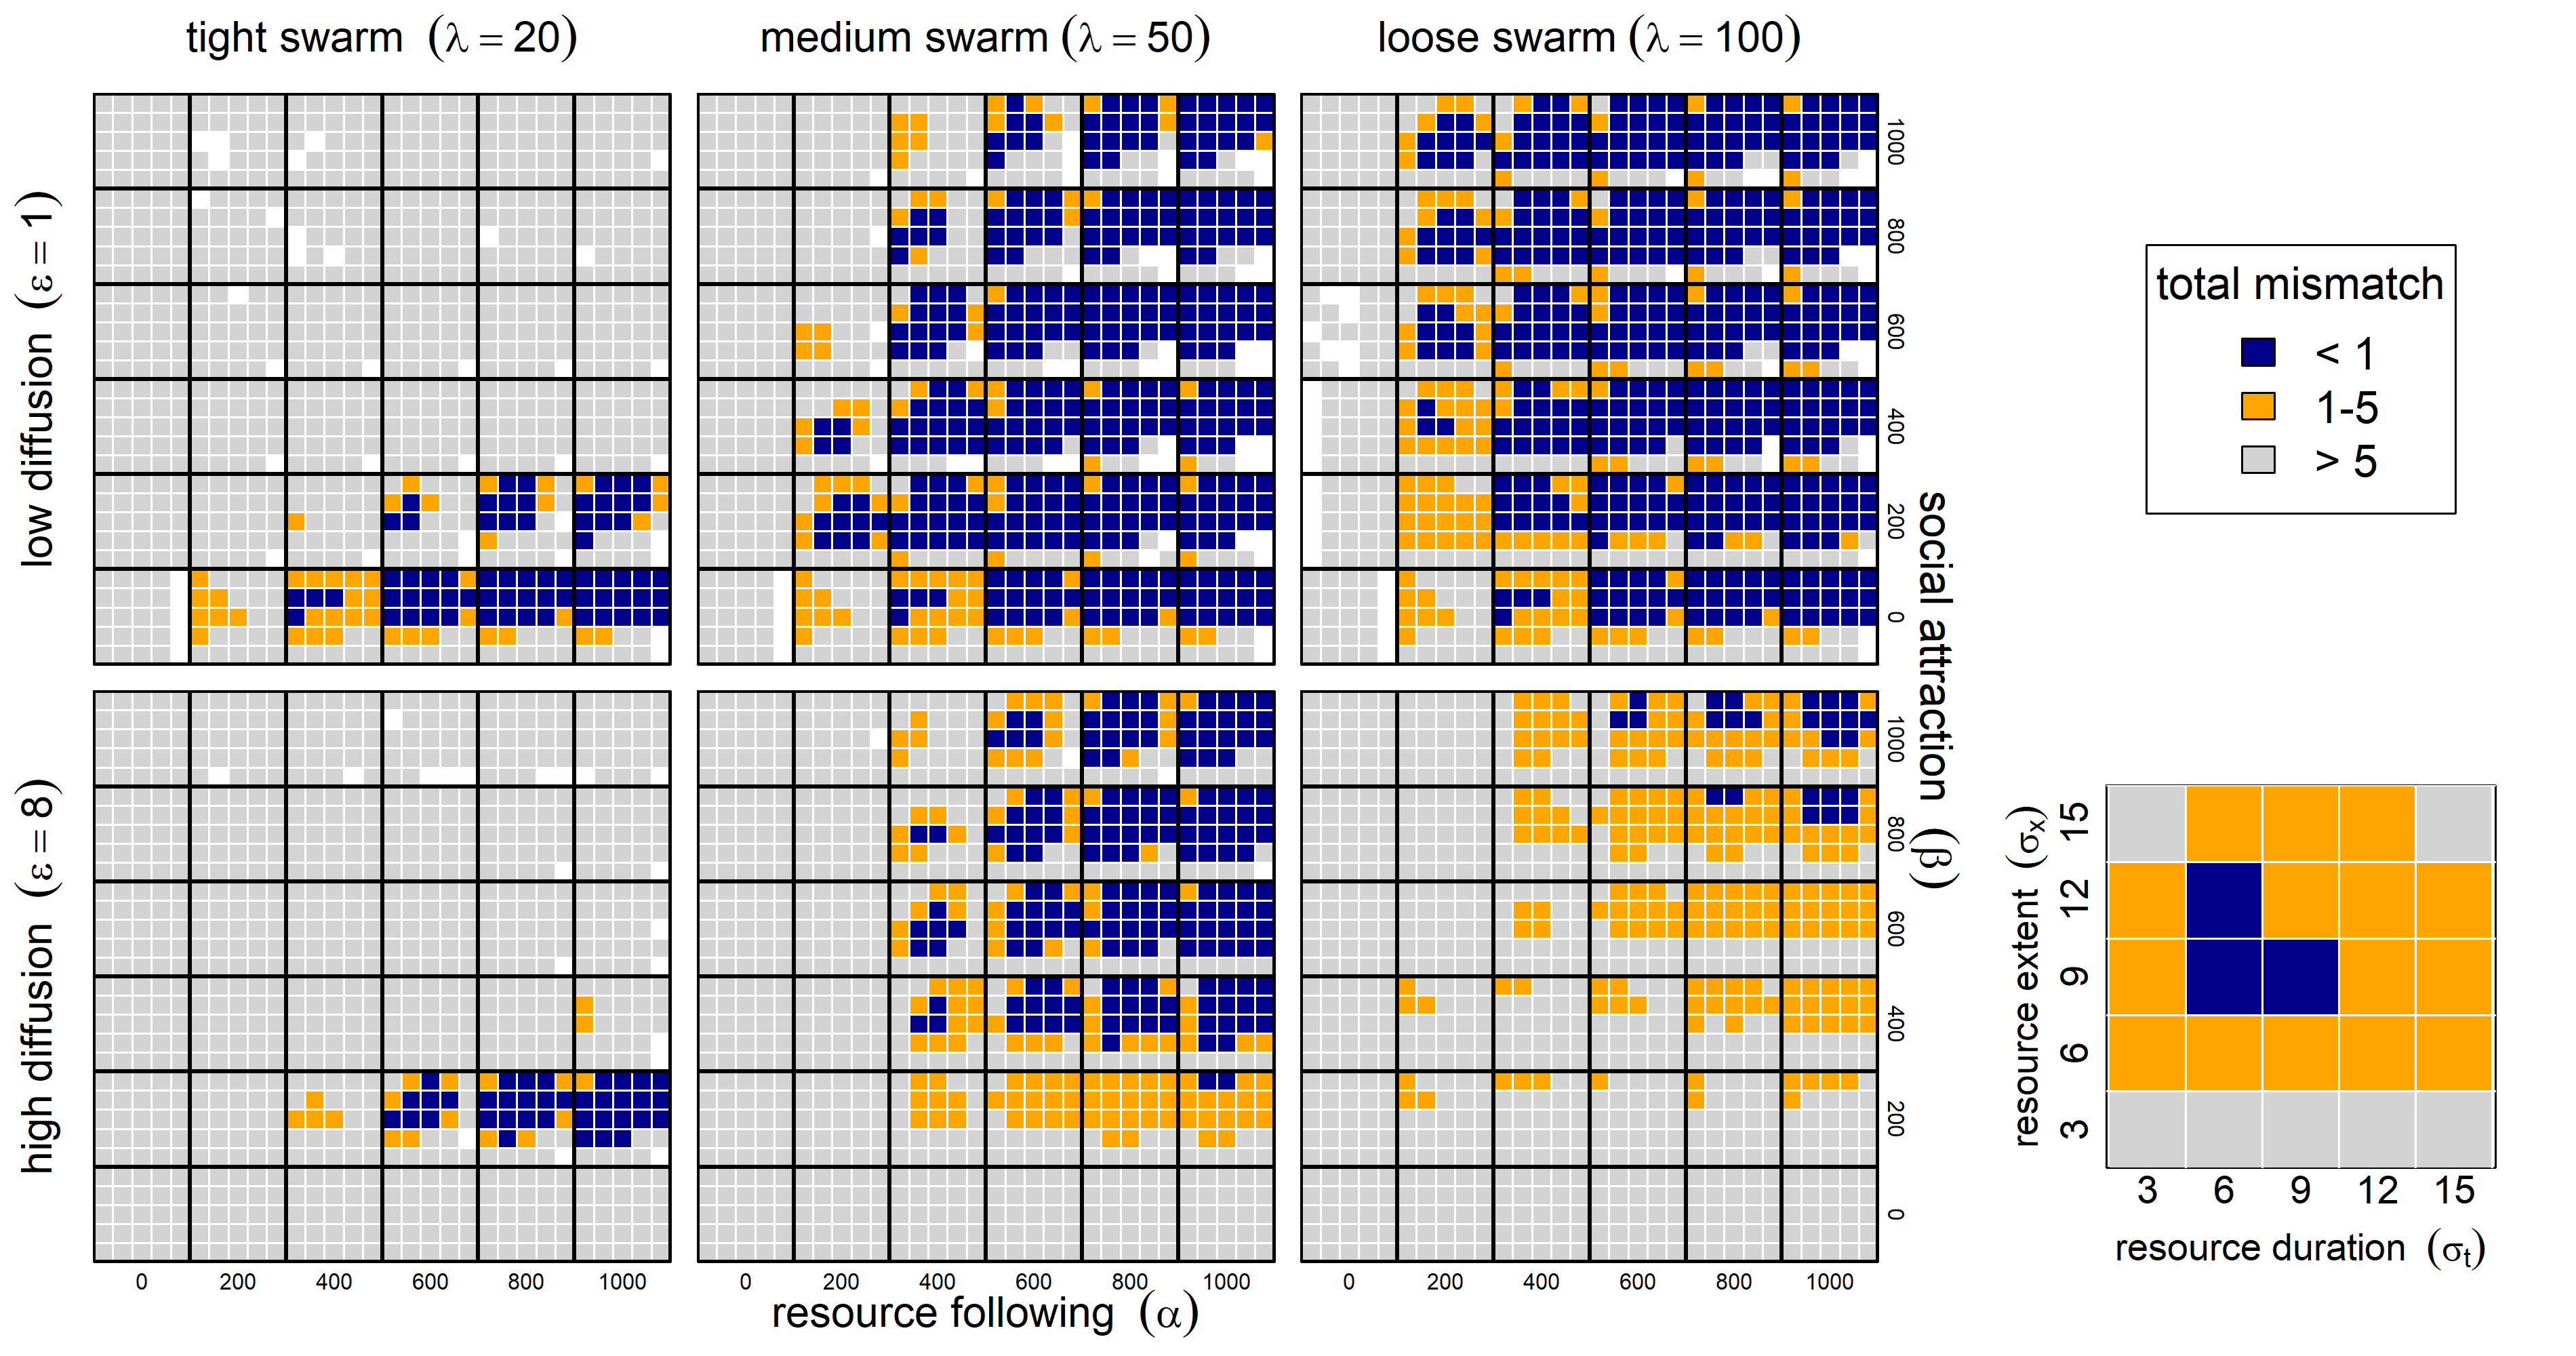 tight swarm (λ = 20)
medium swarm (λ = 50)
loose swarm (λ = 100)
low diffusion (ε = 1)
high diffusion (ε = 8)
1000
800
600
400
200
0
1000
800
600
400
200
0
social attraction (β)
0 200 400 600 800 1000
0 200 400 600 800 1000
0 200 400 600 800 1000
resource following (α)
total mismatch
< 1
1-5
> 5
resource extent (σx)
15
12
9
6
3
3 6 9 12 15
resource duration (σt)